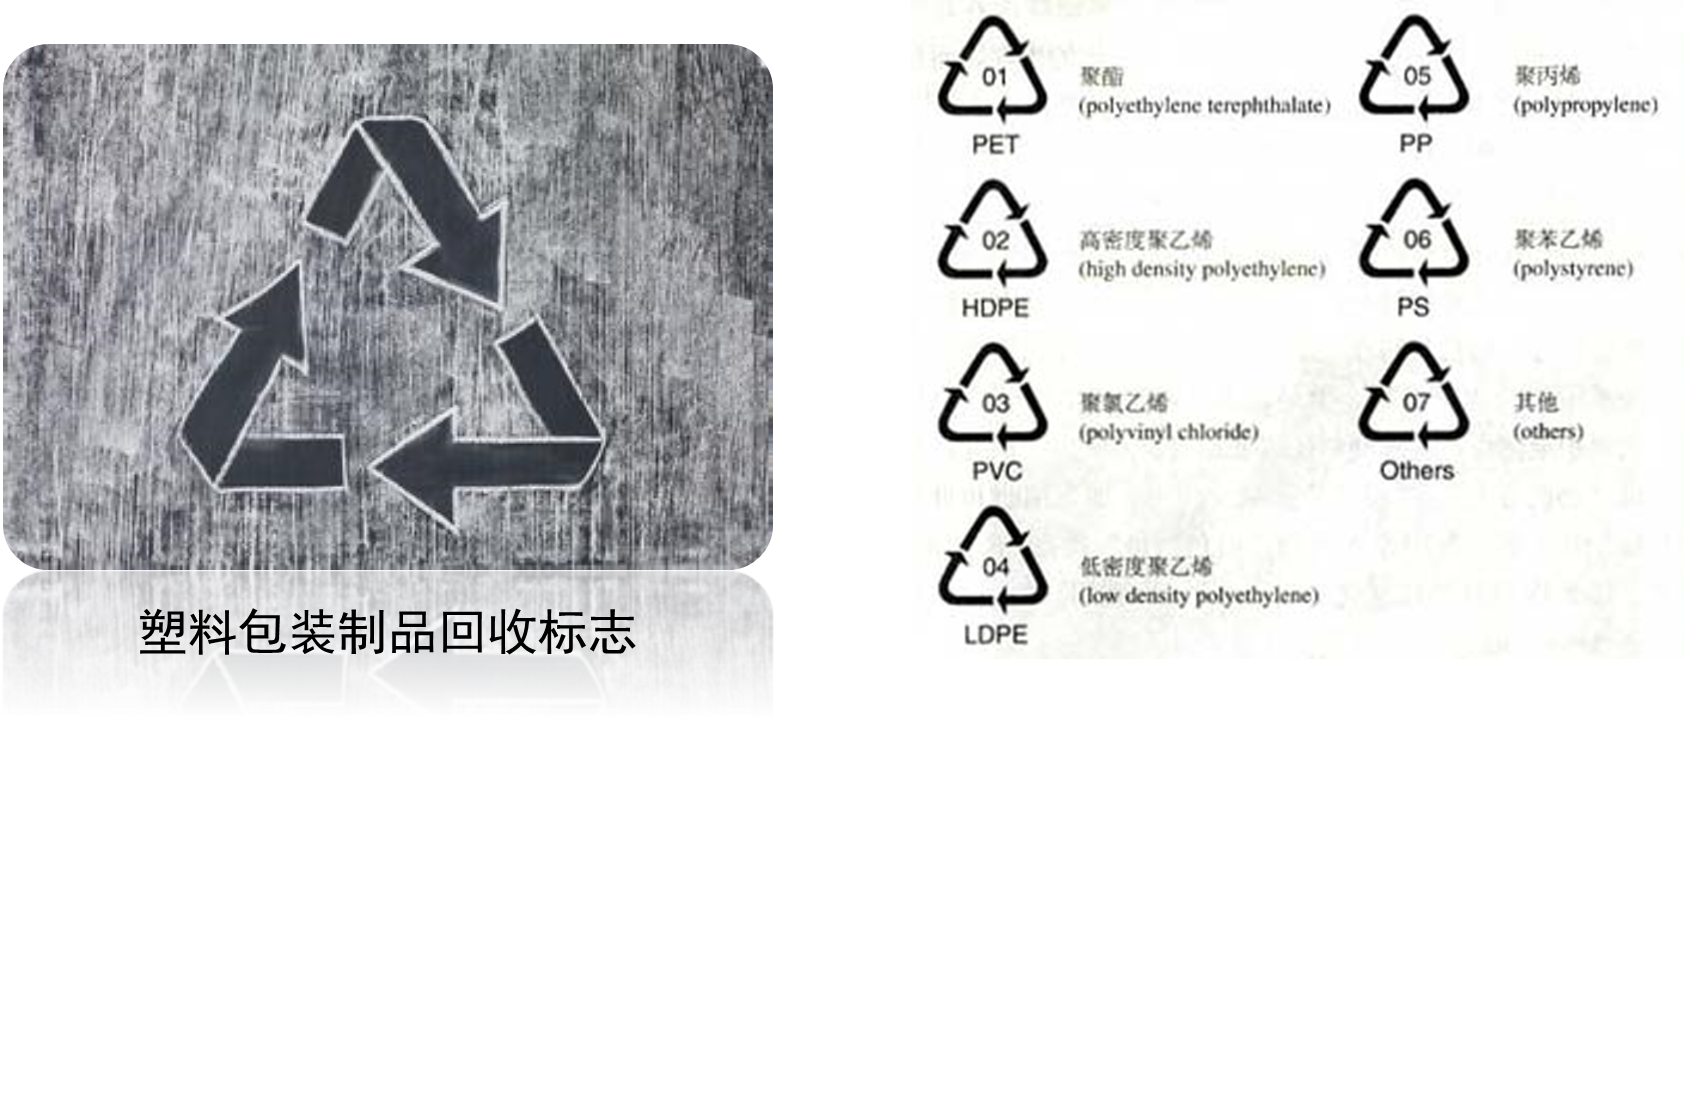 塑料包装制品回收标志
01
聚酯
(polyethylene terephthalate)
PET
02
高密度聚乙烯
(high density polyethylene)
HDPE
03
聚氯乙烯
(polyvinyl chloride)
PVC
04
低密度聚乙烯
(low density polyethylene)
LDPE
05
聚丙烯
(polypropylene)
PP
06
聚苯乙烯
(polystyrene)
PS
07
其他
(others)
Others